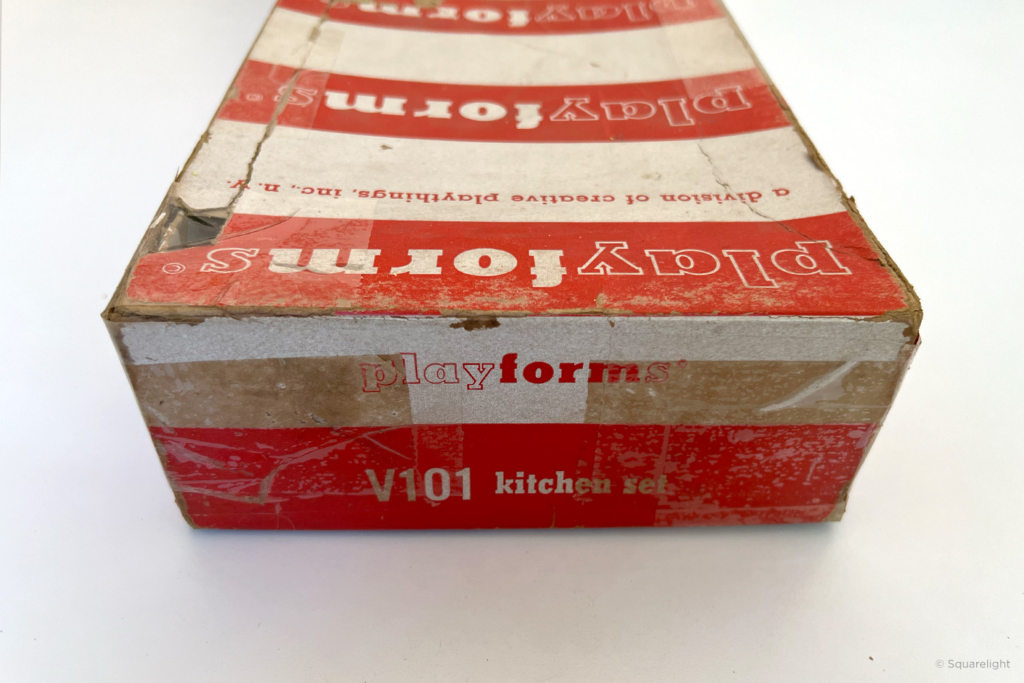 playforms
playforms®
a division of creative playthings, inc., n. y.
playforms®
playforms®
V101 kitchen set
© Squarelight